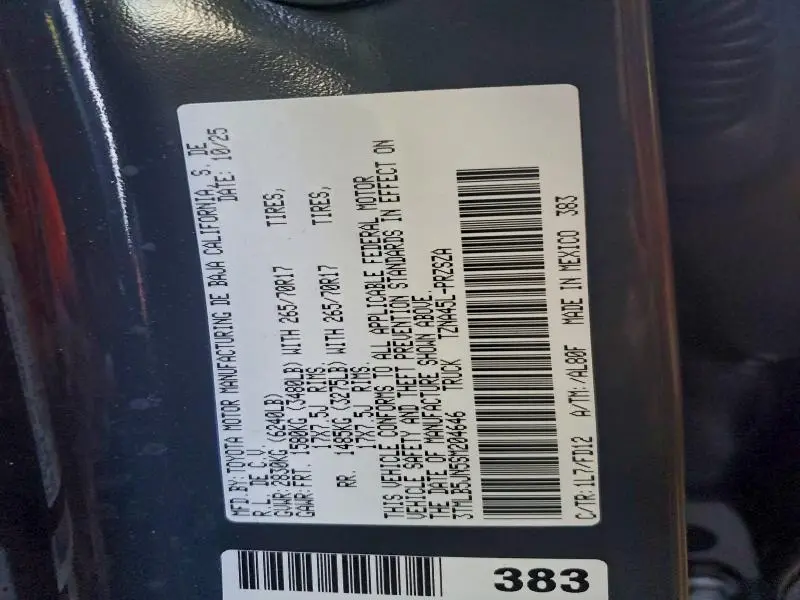 MFD.BY: TOYOTA MOTOR MANUFACTURING DE BAJA CALIFORNIA, S. DE
R.L. DE C.V. DATE: 10/25
GVWR: 2830KG (6240LB)
GAWR: FRT. 1580KG (3480LB) WITH 265/70R17 TIRES,
17X7.5J RIMS
RR. 1485KG (3275LB) WITH 265/70R17 TIRES,
17X7.5J RIMS.
THIS VEHICLE CONFORMS TO ALL APPLICABLE FEDERAL MOTOR
VEHICLE SAFETY AND THEFT PREVENTION STANDARDS IN EFFECT ON
THE DATE OF MANUFACTURE SHOWN ABOVE.
3TMLB5JN5SM204646 TRUCK TZNA45L-PRZSZA
C/TR:1L7/FD12 A/TM:/AL80F MADE IN MEXICO 383
383